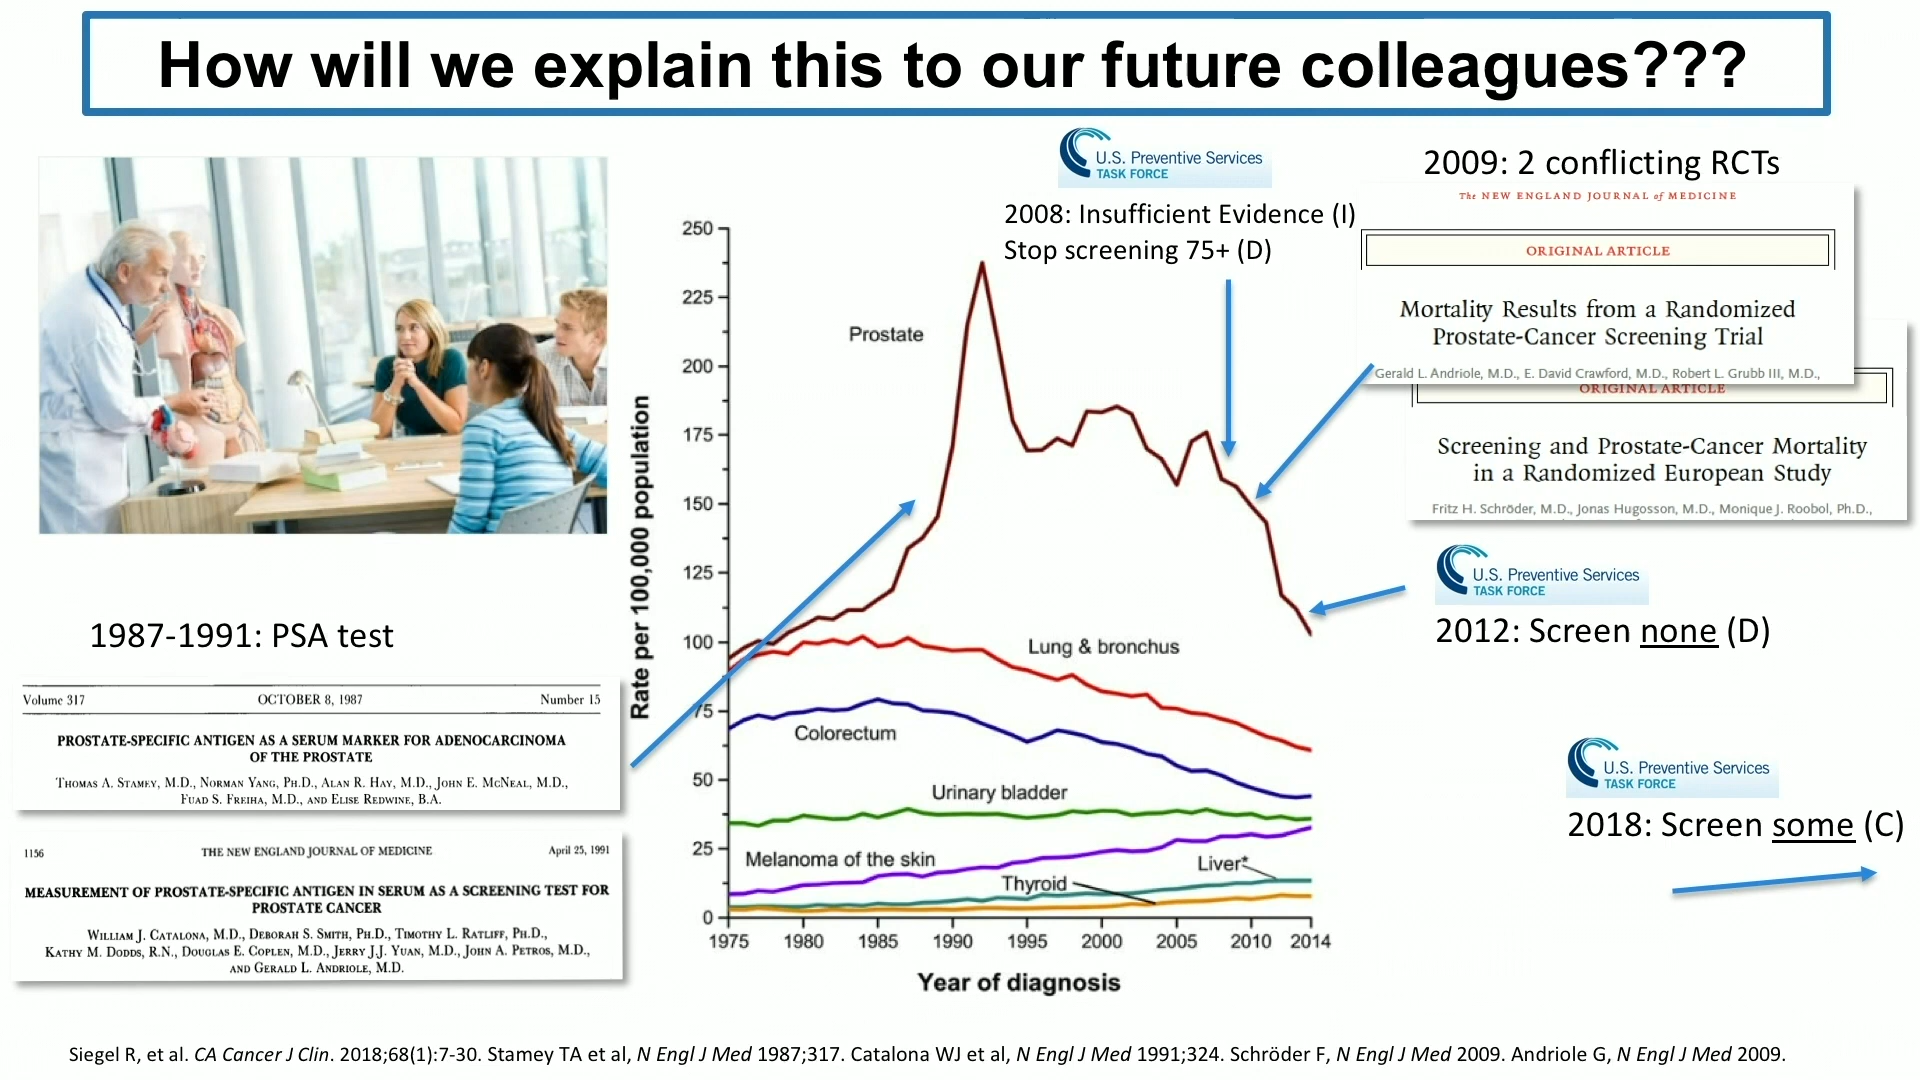 How will we explain this to our future colleagues???
U.S. Preventive Services
TASK FORCE
2008: Insufficient Evidence (I)
Stop screening 75+ (D)
2009: 2 conflicting RCTs
The NEW ENGLAND JOURNAL of MEDICINE
ORIGINAL ARTICLE
Mortality Results from a Randomized
Prostate-Cancer Screening Trial
Gerald L. Andriole, M.D., E. David Crawford, M.D., Robert L. Grubb III, M.D.,
ORIGINAL ARTICLE
Screening and Prostate-Cancer Mortality
in a Randomized European Study
Fritz H. Schröder, M.D., Jonas Hugosson, M.D., Monique J. Roobol, Ph.D.,
U.S. Preventive Services
TASK FORCE
2012: Screen none (D)
U.S. Preventive Services
TASK FORCE
2018: Screen some (C)
1987-1991: PSA test
Volume 317 OCTOBER 8, 1987 Number 15
PROSTATE-SPECIFIC ANTIGEN AS A SERUM MARKER FOR ADENOCARCINOMA
OF THE PROSTATE
THOMAS A. STAMEY, M.D., NORMAN YANG, PH.D., ALAN R. HAY, M.D., JOHN E. MCNEAL, M.D.,
FUAD S. FREIHA, M.D., AND ELISE REDWINE, B.A.
1156 THE NEW ENGLAND JOURNAL OF MEDICINE April 25, 1991
MEASUREMENT OF PROSTATE-SPECIFIC ANTIGEN IN SERUM AS A SCREENING TEST FOR
PROSTATE CANCER
WILLIAM J. CATALONA, M.D., DEBORAH S. SMITH, PH.D., TIMOTHY L. RATLIFF, PH.D.,
KATHY M. DODDS, R.N., DOUGLAS E. COPLEN, M.D., JERRY J.J. YUAN, M.D., JOHN A. PETROS, M.D.,
AND GERALD L. ANDRIOLE, M.D.
Rate per 100,000 population
250
225
200
175
150
125
100
75
50
25
0
Prostate
Lung & bronchus
Colorectum
Urinary bladder
Melanoma of the skin
Liver*
Thyroid
1975 1980 1985 1990 1995 2000 2005 2010 2014
Year of diagnosis
Siegel R, et al. CA Cancer J Clin. 2018;68(1):7-30. Stamey TA et al, N Engl J Med 1987;317. Catalona WJ et al, N Engl J Med 1991;324. Schröder F, N Engl J Med 2009. Andriole G, N Engl J Med 2009.